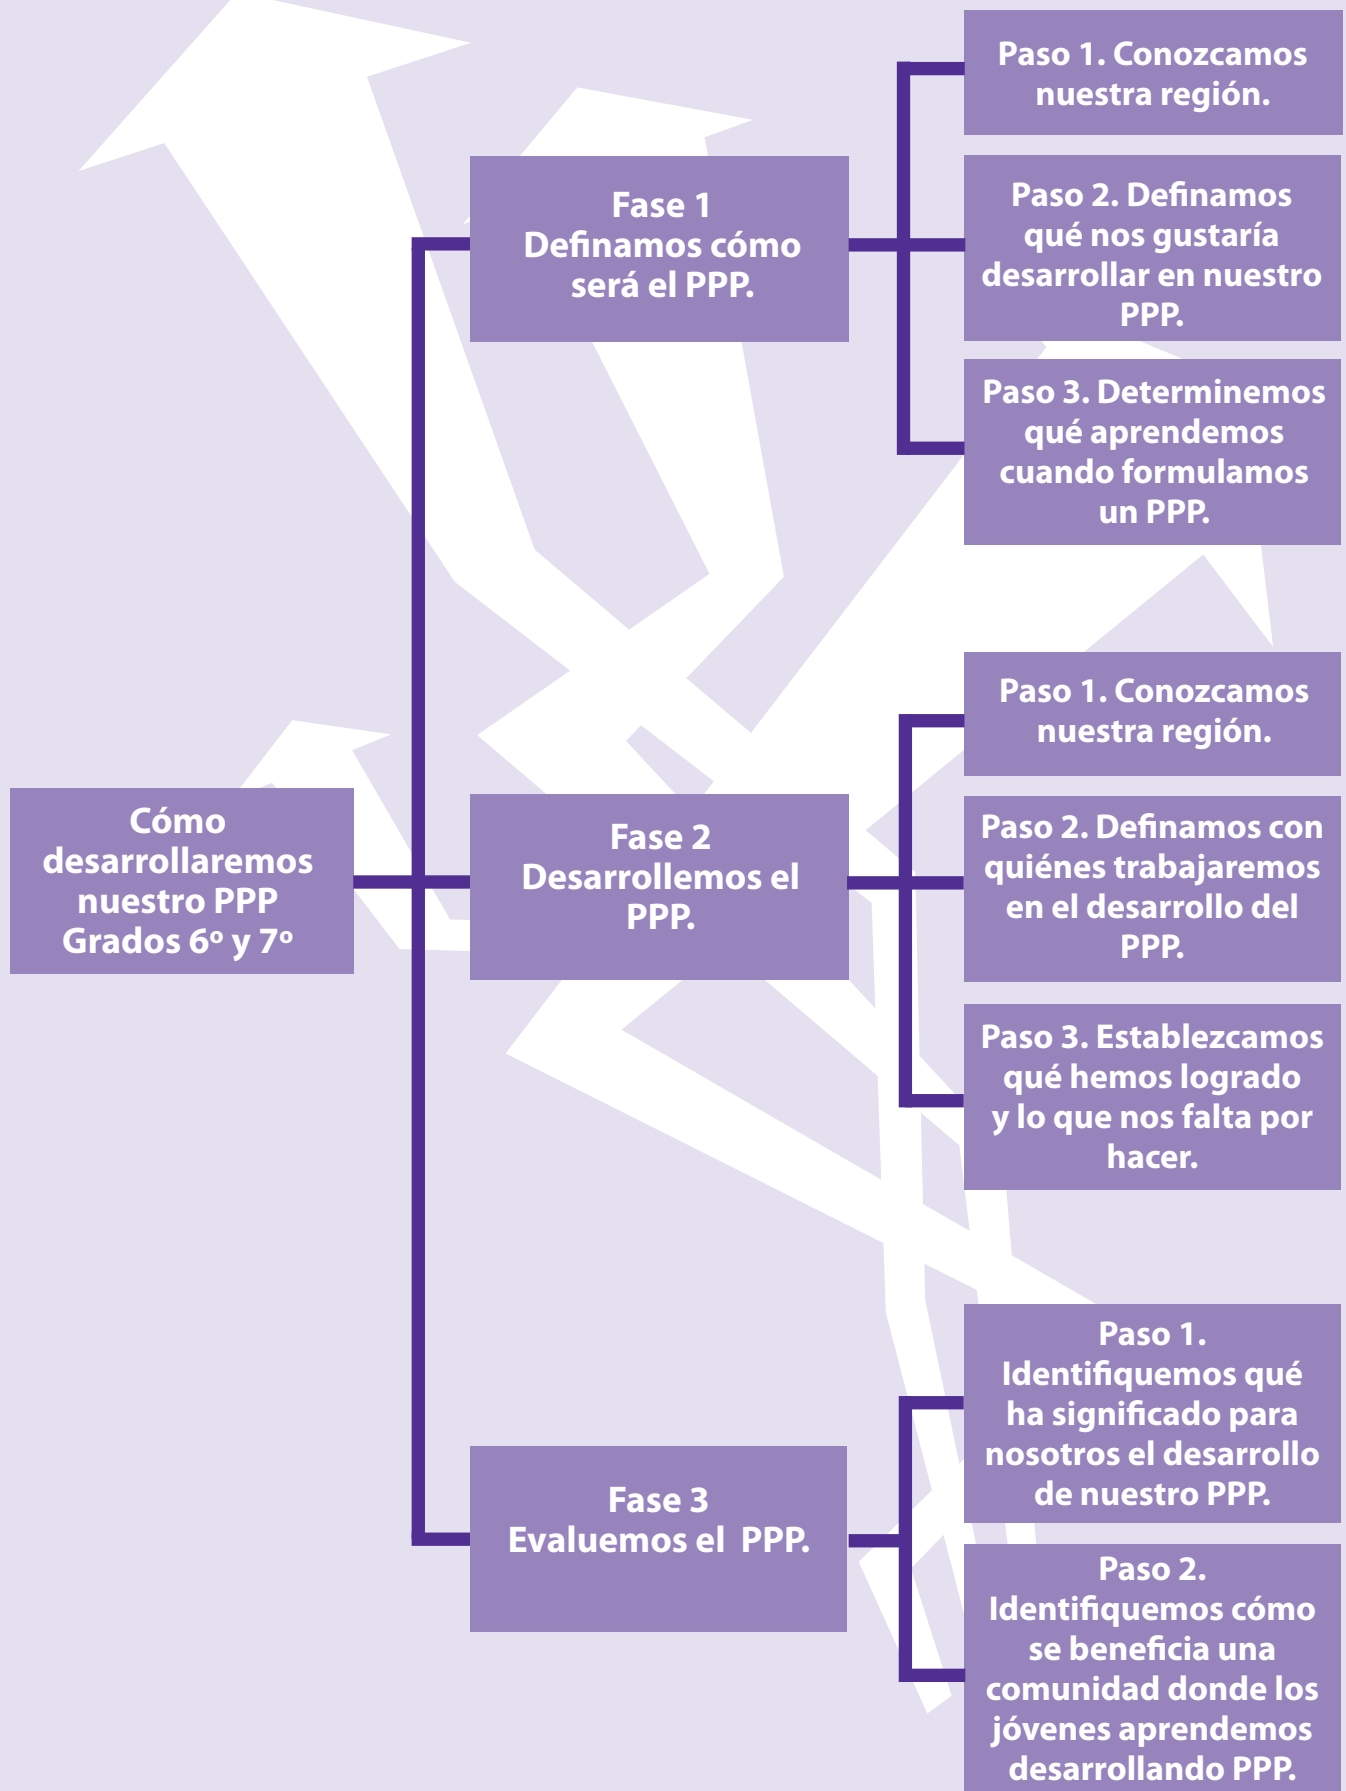 Cómo
desarrollaremos
nuestro PPP
Grados 6º y 7º
Fase 1
Definamos cómo
será el PPP.
Paso 1. Conozcamos
nuestra región.
Paso 2. Definamos
qué nos gustaría
desarrollar en nuestro
PPP.
Paso 3. Determinemos
qué aprendemos
cuando formulamos
un PPP.
Fase 2
Desarrollemos el
PPP.
Paso 1. Conozcamos
nuestra región.
Paso 2. Definamos con
quiénes trabajaremos
en el desarrollo del
PPP.
Paso 3. Establezcamos
qué hemos logrado
y lo que nos falta por
hacer.
Fase 3
Evaluemos el PPP.
Paso 1.
Identifiquemos qué
ha significado para
nosotros el desarrollo
de nuestro PPP.
Paso 2.
Identifiquemos cómo
se beneficia una
comunidad donde los
jóvenes aprendemos
desarrollando PPP.